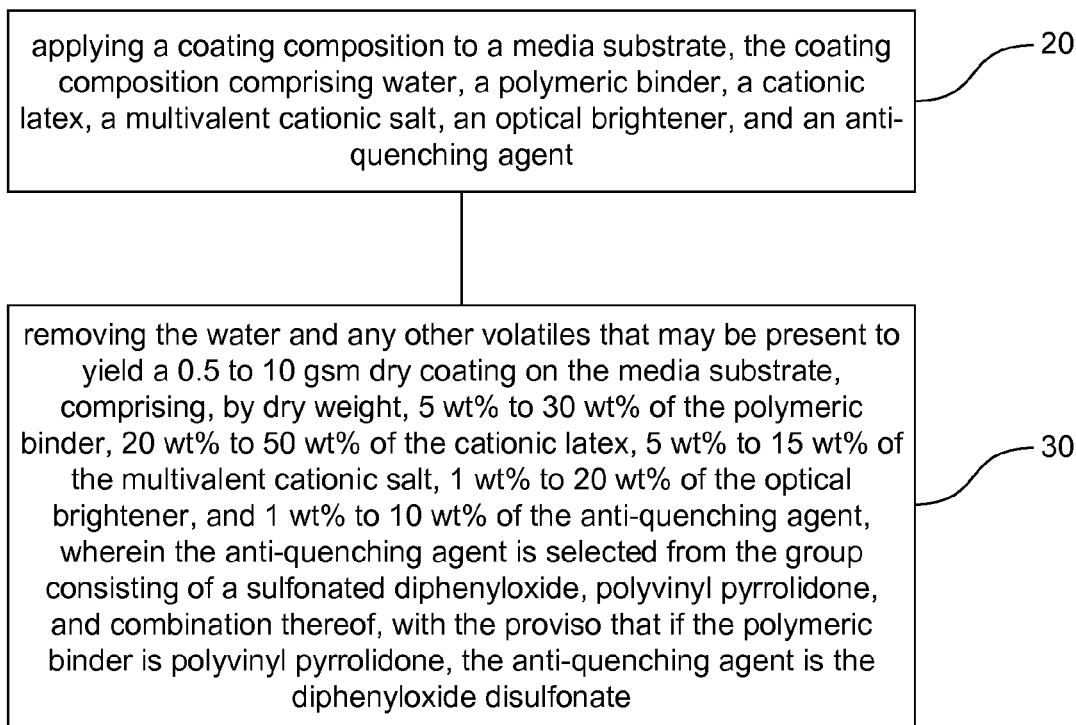 applying a coating composition to a media substrate, the coating
composition comprising water, a polymeric binder, a cationic
latex, a multivalent cationic salt, an optical brightener, and an anti-
quenching agent
20
removing the water and any other volatiles that may be present to
yield a 0.5 to 10 gsm dry coating on the media substrate,
comprising, by dry weight, 5 wt% to 30 wt% of the polymeric
binder, 20 wt% to 50 wt% of the cationic latex, 5 wt% to 15 wt% of
the multivalent cationic salt, 1 wt% to 20 wt% of the optical
brightener, and 1 wt% to 10 wt% of the anti-quenching agent,
wherein the anti-quenching agent is selected from the group
consisting of a sulfonated diphenyloxide, polyvinyl pyrrolidone,
and combination thereof, with the proviso that if the polymeric
binder is polyvinyl pyrrolidone, the anti-quenching agent is the
diphenyloxide disulfonate
30